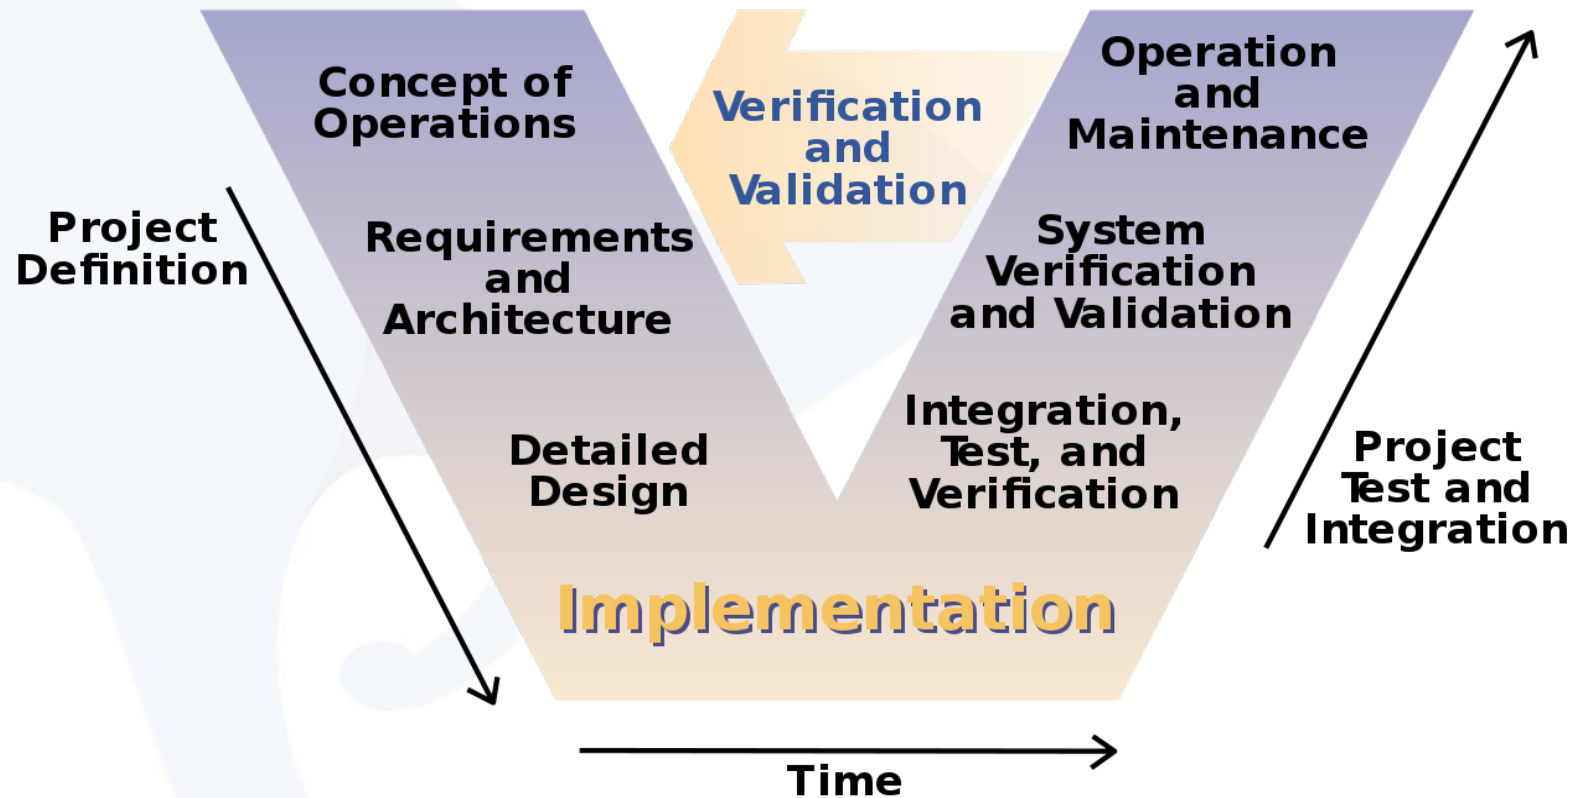 Concept of
Operations
Verification
and
Validation
Operation
and
Maintenance
Project
Definition
Requirements
and
Architecture
System
Verification
and Validation
Detailed
Design
Integration,
Test, and
Verification
Project
Test and
Integration
Implementation
Time